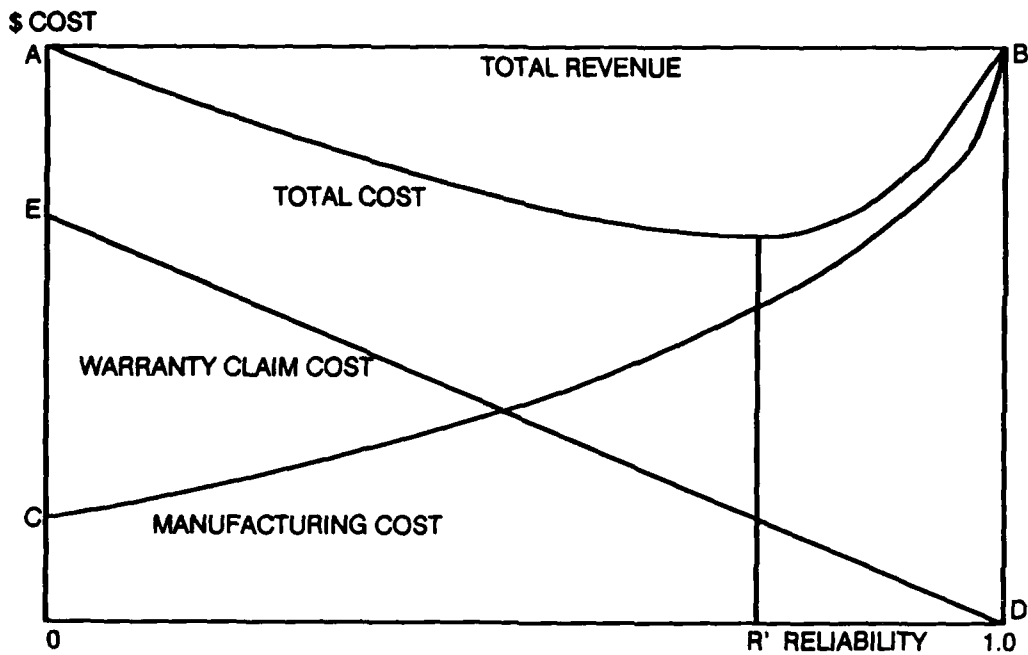 $ COST
A
B
TOTAL REVENUE
TOTAL COST
E
WARRANTY CLAIM COST
C
MANUFACTURING COST
D
0
R' RELIABILITY
1.0